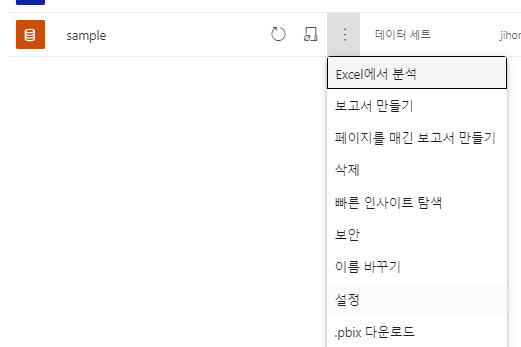 sample 데이터 세트 jihor
Excel에서 분석
보고서 만들기
페이지를 매긴 보고서 만들기
삭제
빠른 인사이트 탐색
보안
이름 바꾸기
설정
.pbix 다운로드